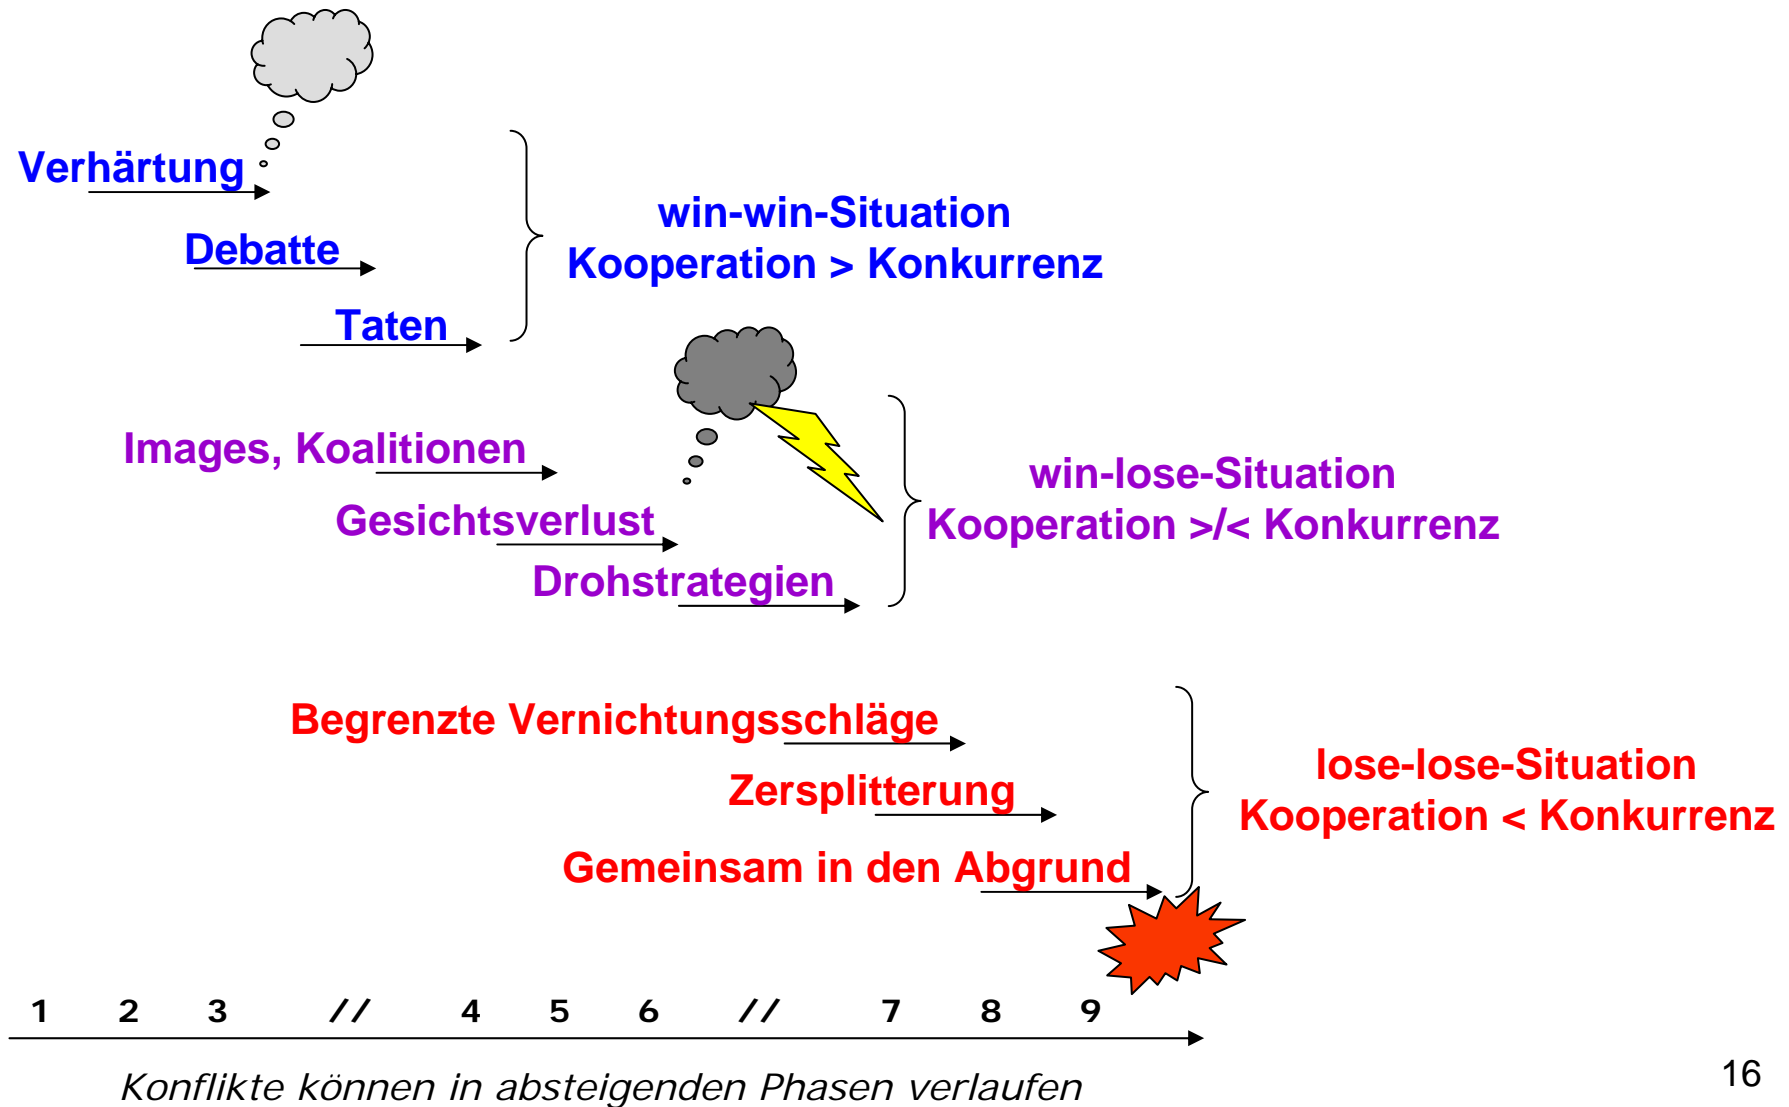 Verhärtung
Debatte
Taten
win-win-Situation
Kooperation > Konkurrenz
Images, Koalitionen
Gesichtsverlust
Drohstrategien
win-lose-Situation
Kooperation >/< Konkurrenz
Begrenzte Vernichtungsschläge
Zersplitterung
Gemeinsam in den Abgrund
lose-lose-Situation
Kooperation < Konkurrenz
1 2 3 // 4 5 6 // 7 8 9
Konflikte können in absteigenden Phasen verlaufen
16